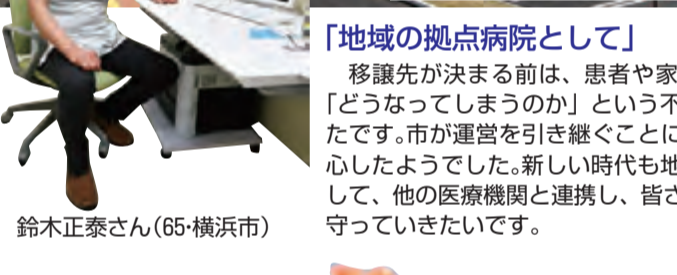 「地域の拠点病院として」
移譲先が決まる前は、患者や家
「どうなってしまうのか」という不
たです。市が運営を引き継ぐことに
心したようでした。新しい時代も地
して、他の医療機関と連携し、皆さ
守っていきたいです。
鈴木正泰さん（65・横浜市）